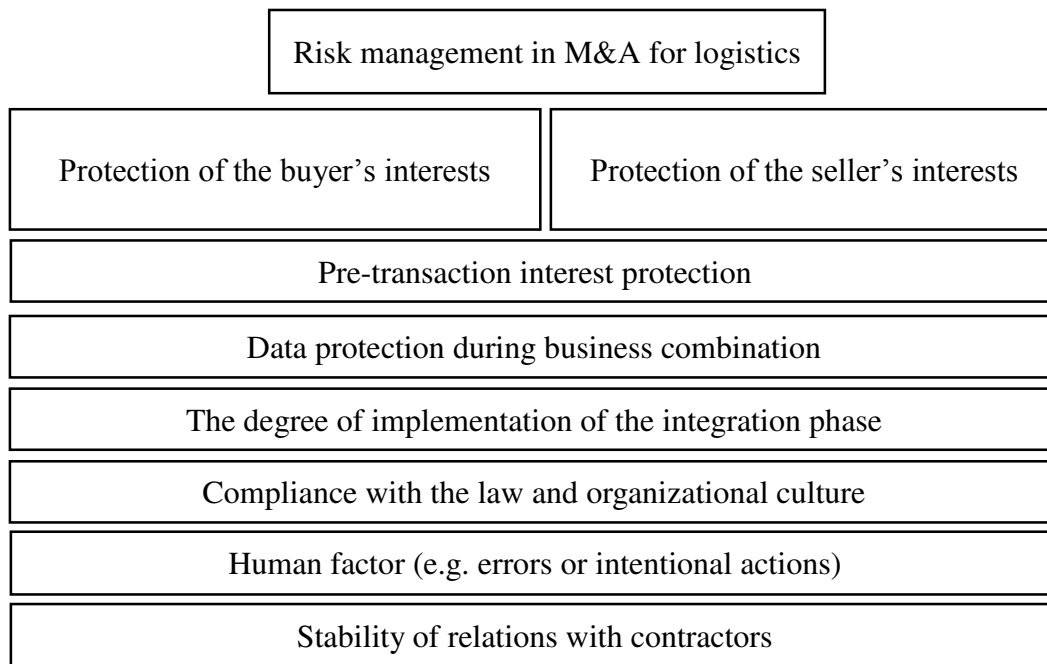 Risk management in M&A for logistics
Protection of the buyer’s interests
Protection of the seller’s interests
Pre-transaction interest protection
Data protection during business combination
The degree of implementation of the integration phase
Compliance with the law and organizational culture
Human factor (e.g. errors or intentional actions)
Stability of relations with contractors